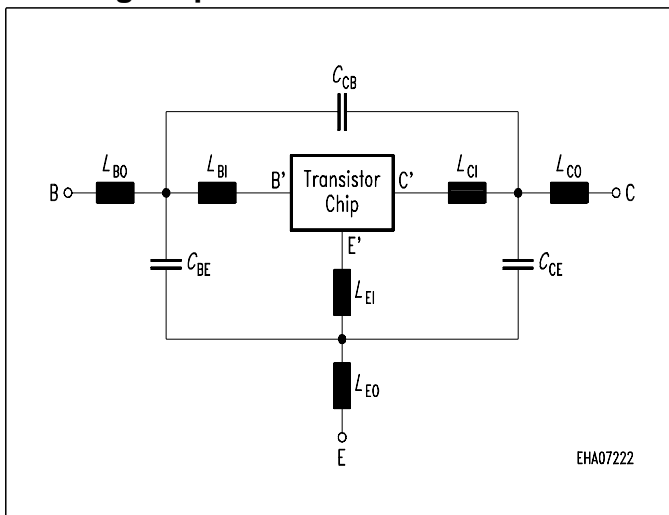 C_CB
L_BO L_BI L_CI L_CO
B B' Transistor C' C
Chip
E'
C_BE C_CE
L_EI
L_EO
E
EHA07222